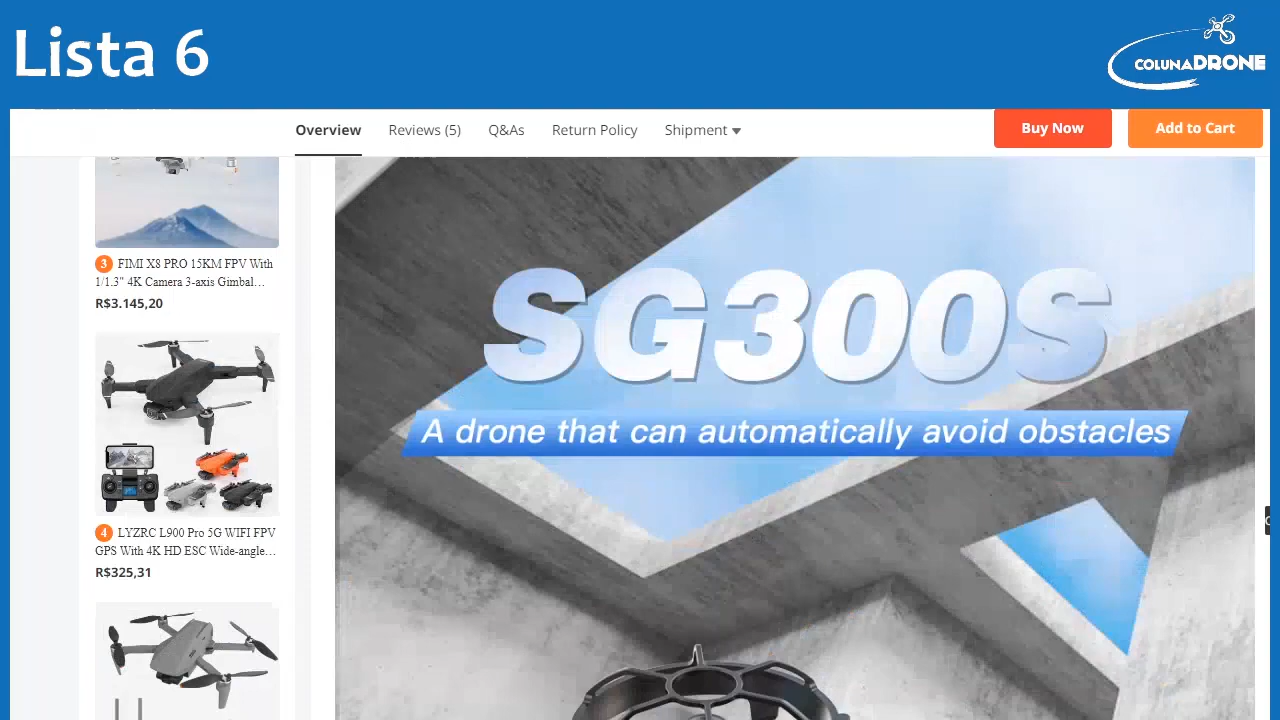 Lista 6
COLUNADRONE
Overview
Reviews (5)
Q&As
Return Policy
Shipment
Buy Now
Add to Cart
3 FIMI X8 PRO 15KM FPV With
1/1.3" 4K Camera 3-axis Gimbal...
R$3.145,20
4 LYZRC L900 Pro 5G WIFI FPV
GPS With 4K HD ESC Wide-angle...
R$325,31
SG300S
A drone that can automatically avoid obstacles